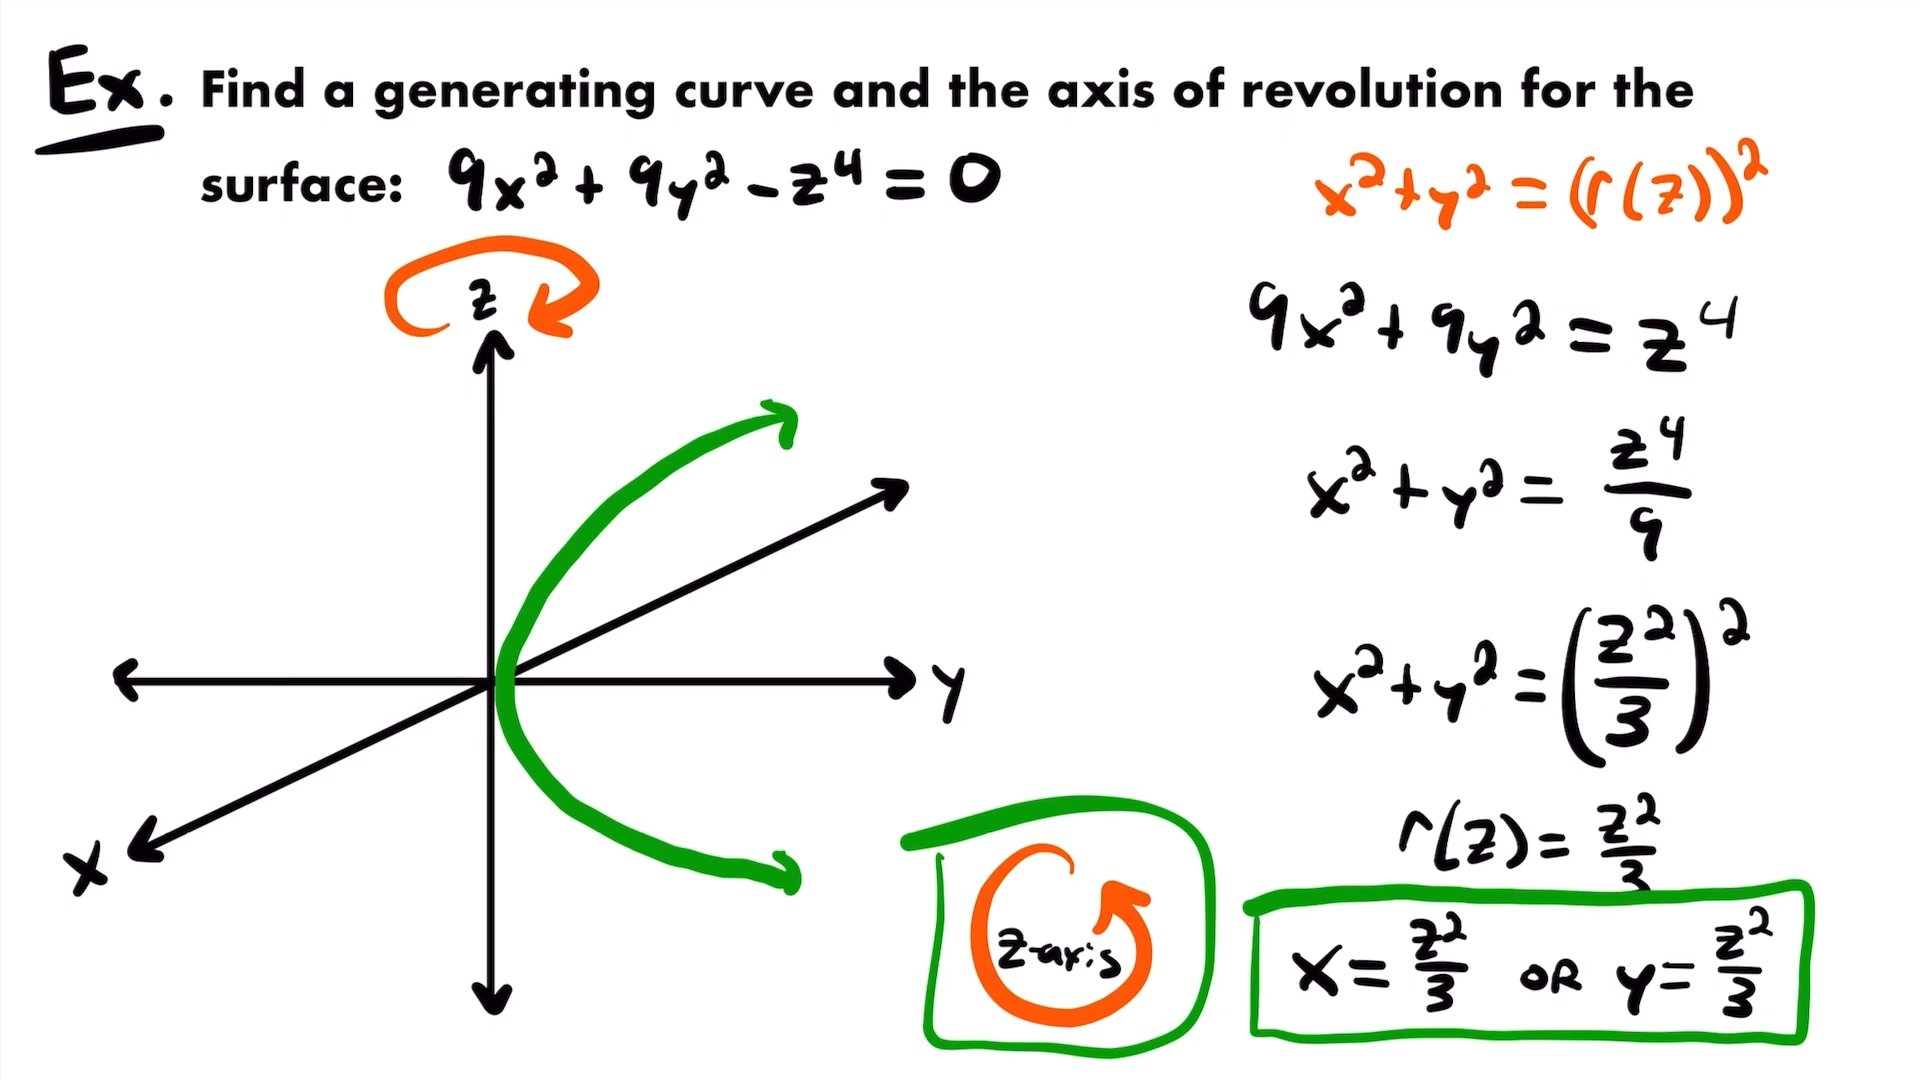 Ex. Find a generating curve and the axis of revolution for the
surface: 9x² + 9y² - z⁴ = 0
x² + y² = (r(z))²
9x² + 9y² = z⁴
x² + y² = z⁴/9
x² + y² = (z²/3)²
r(z) = z²/3
x = z²/3 OR y = z²/3
z
y
x
z-axis